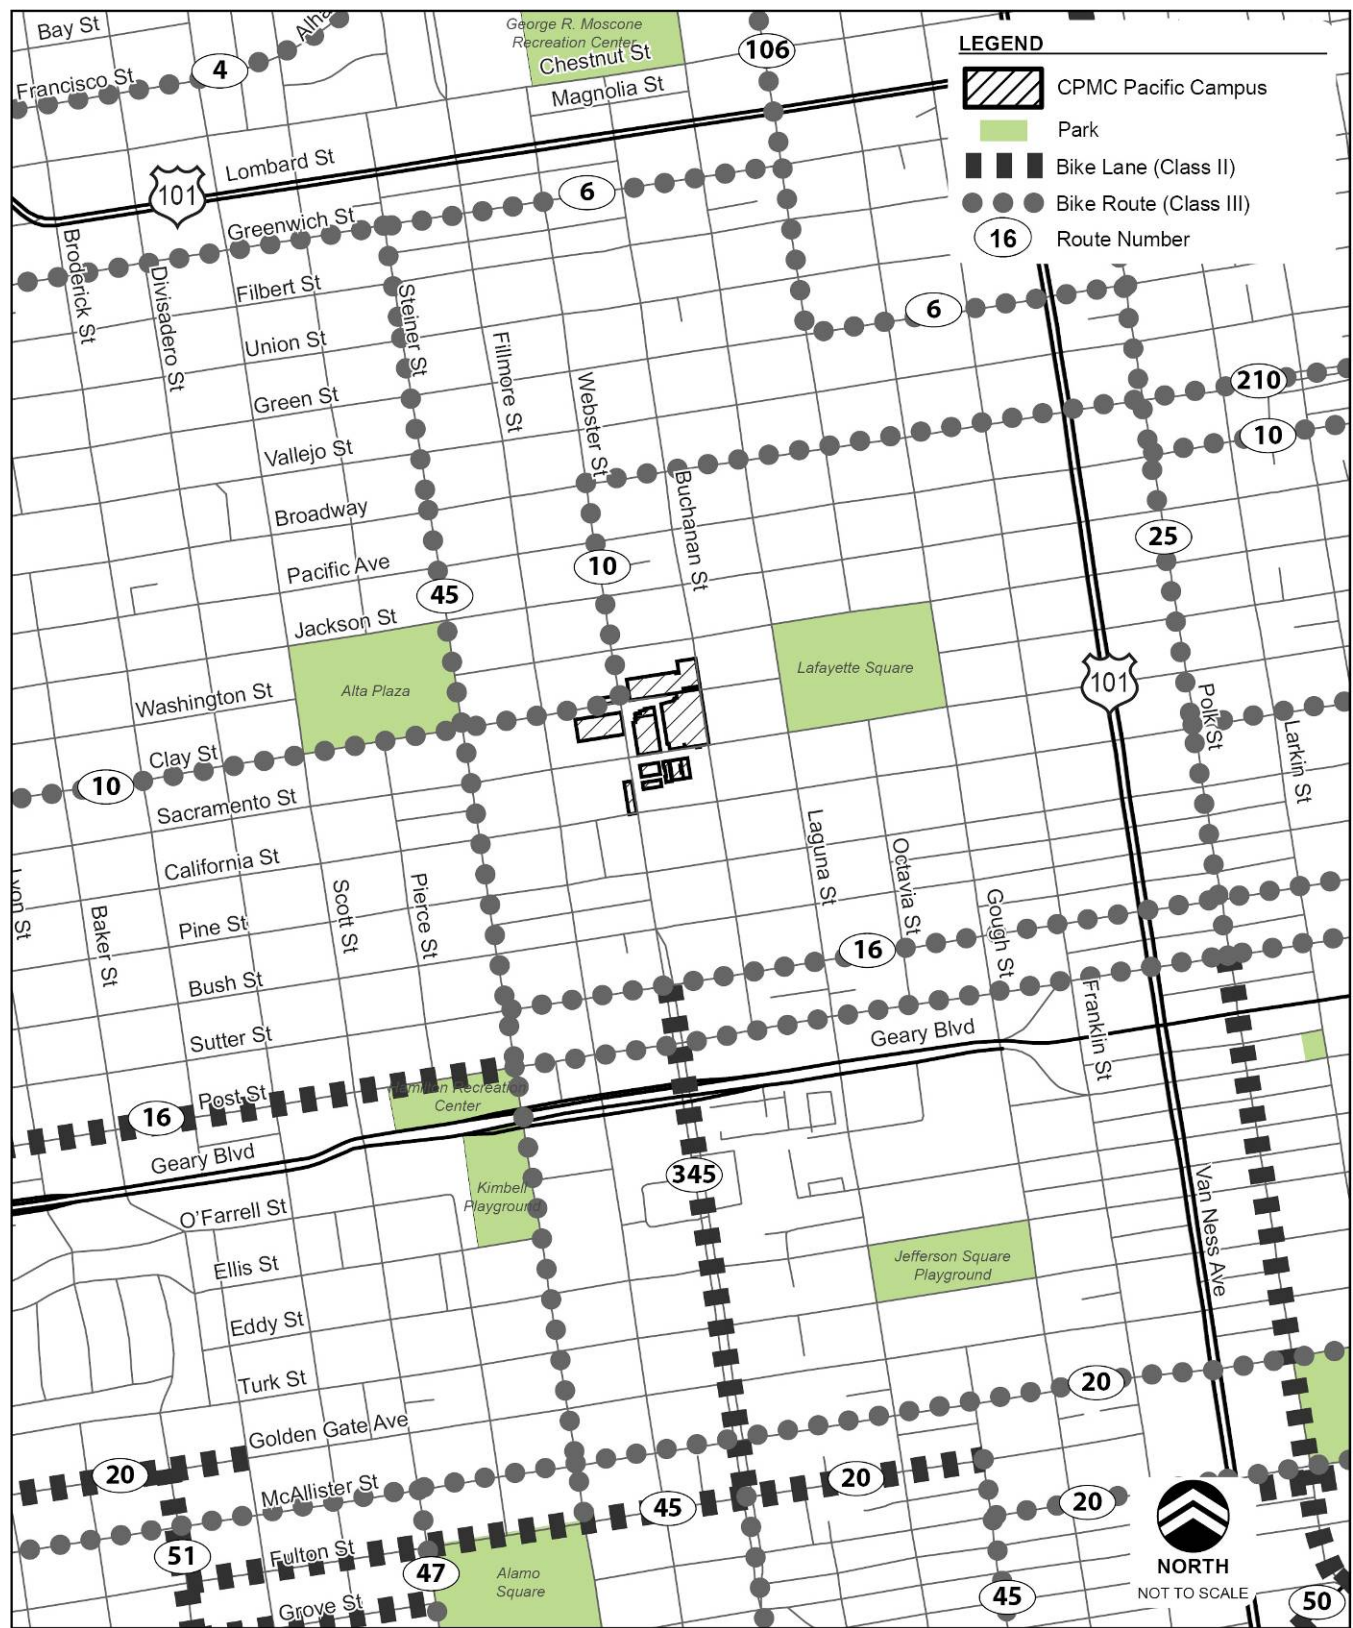 Bay St
Francisco St
4
George R. Moscone
Recreation Center
Chestnut St
Magnolia St
106
LEGEND
CPMC Pacific Campus
Park
Bike Lane (Class II)
Bike Route (Class III)
16
Route Number
Lombard St
101
6
Greenwich St
Broderick St
Divisadero St
Filbert St
Steiner St
Union St
Fillmore St
6
Green St
Webster St
210
Vallejo St
10
Buchanan St
Broadway
25
Pacific Ave
10
45
Jackson St
Lafayette Square
101
Alta Plaza
Washington St
Polk St
Larkin St
Clay St
10
Sacramento St
Laguna St
Octavia St
California St
Scott St
Pierce St
Baker St
Gough St
Pine St
16
Bush St
Franklin St
Sutter St
Geary Blvd
Post St
16
Hamilton Recreation
Center
Geary Blvd
345
Kimbell
Playground
O'Farrell St
Van Ness Ave
Ellis St
Jefferson Square
Playground
Eddy St
Turk St
20
Golden Gate Ave
20
McAllister St
20
45
20
51
Fulton St
47
Alamo
Square
Grove St
45
NORTH
NOT TO SCALE
50